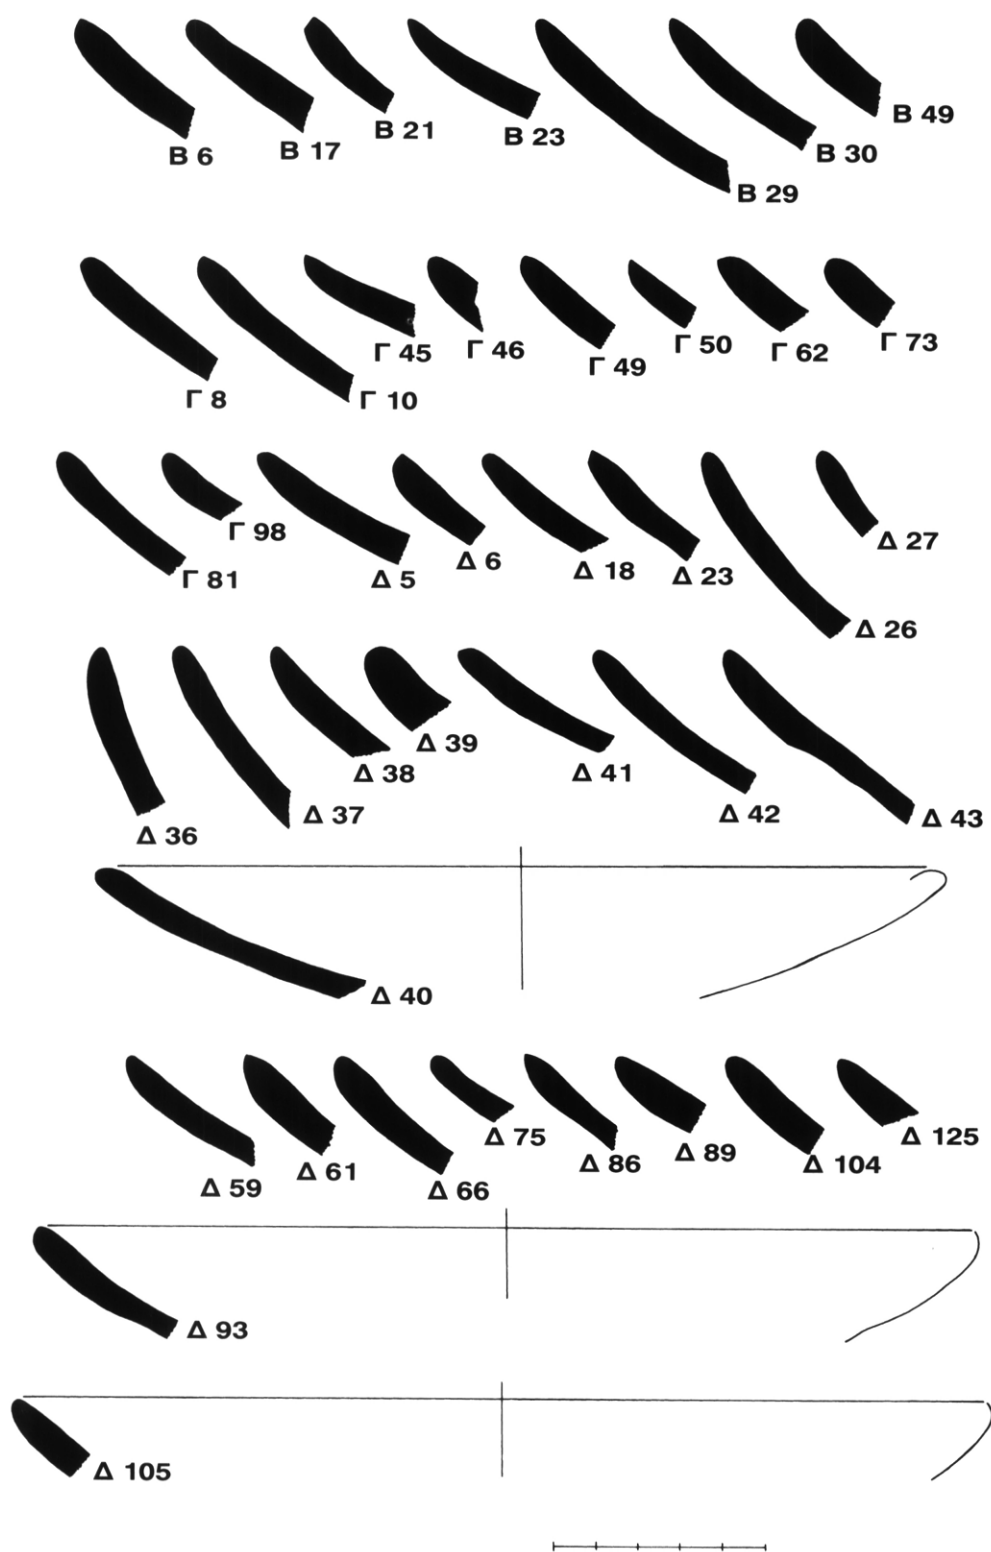 B 6 B 17 B 21 B 23 B 29 B 30 B 49
Γ 8 Γ 10 Γ 45 Γ 46 Γ 49 Γ 50 Γ 62 Γ 73
Γ 81 Γ 98 Δ 5 Δ 6 Δ 18 Δ 23 Δ 26 Δ 27
Δ 36 Δ 37 Δ 38 Δ 39 Δ 41 Δ 42 Δ 43
Δ 40
Δ 59 Δ 61 Δ 66 Δ 75 Δ 86 Δ 89 Δ 104 Δ 125
Δ 93
Δ 105